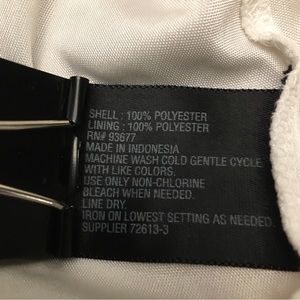 SHELL : 100% POLYESTER
LINING : 100% POLYESTER
RN# 93677
MADE IN INDONESIA
MACHINE WASH COLD GENTLE CYCLE
WITH LIKE COLORS.
USE ONLY NON-CHLORINE
BLEACH WHEN NEEDED.
LINE DRY.
IRON ON LOWEST SETTING AS NEEDED.
SUPPLIER 72613-3